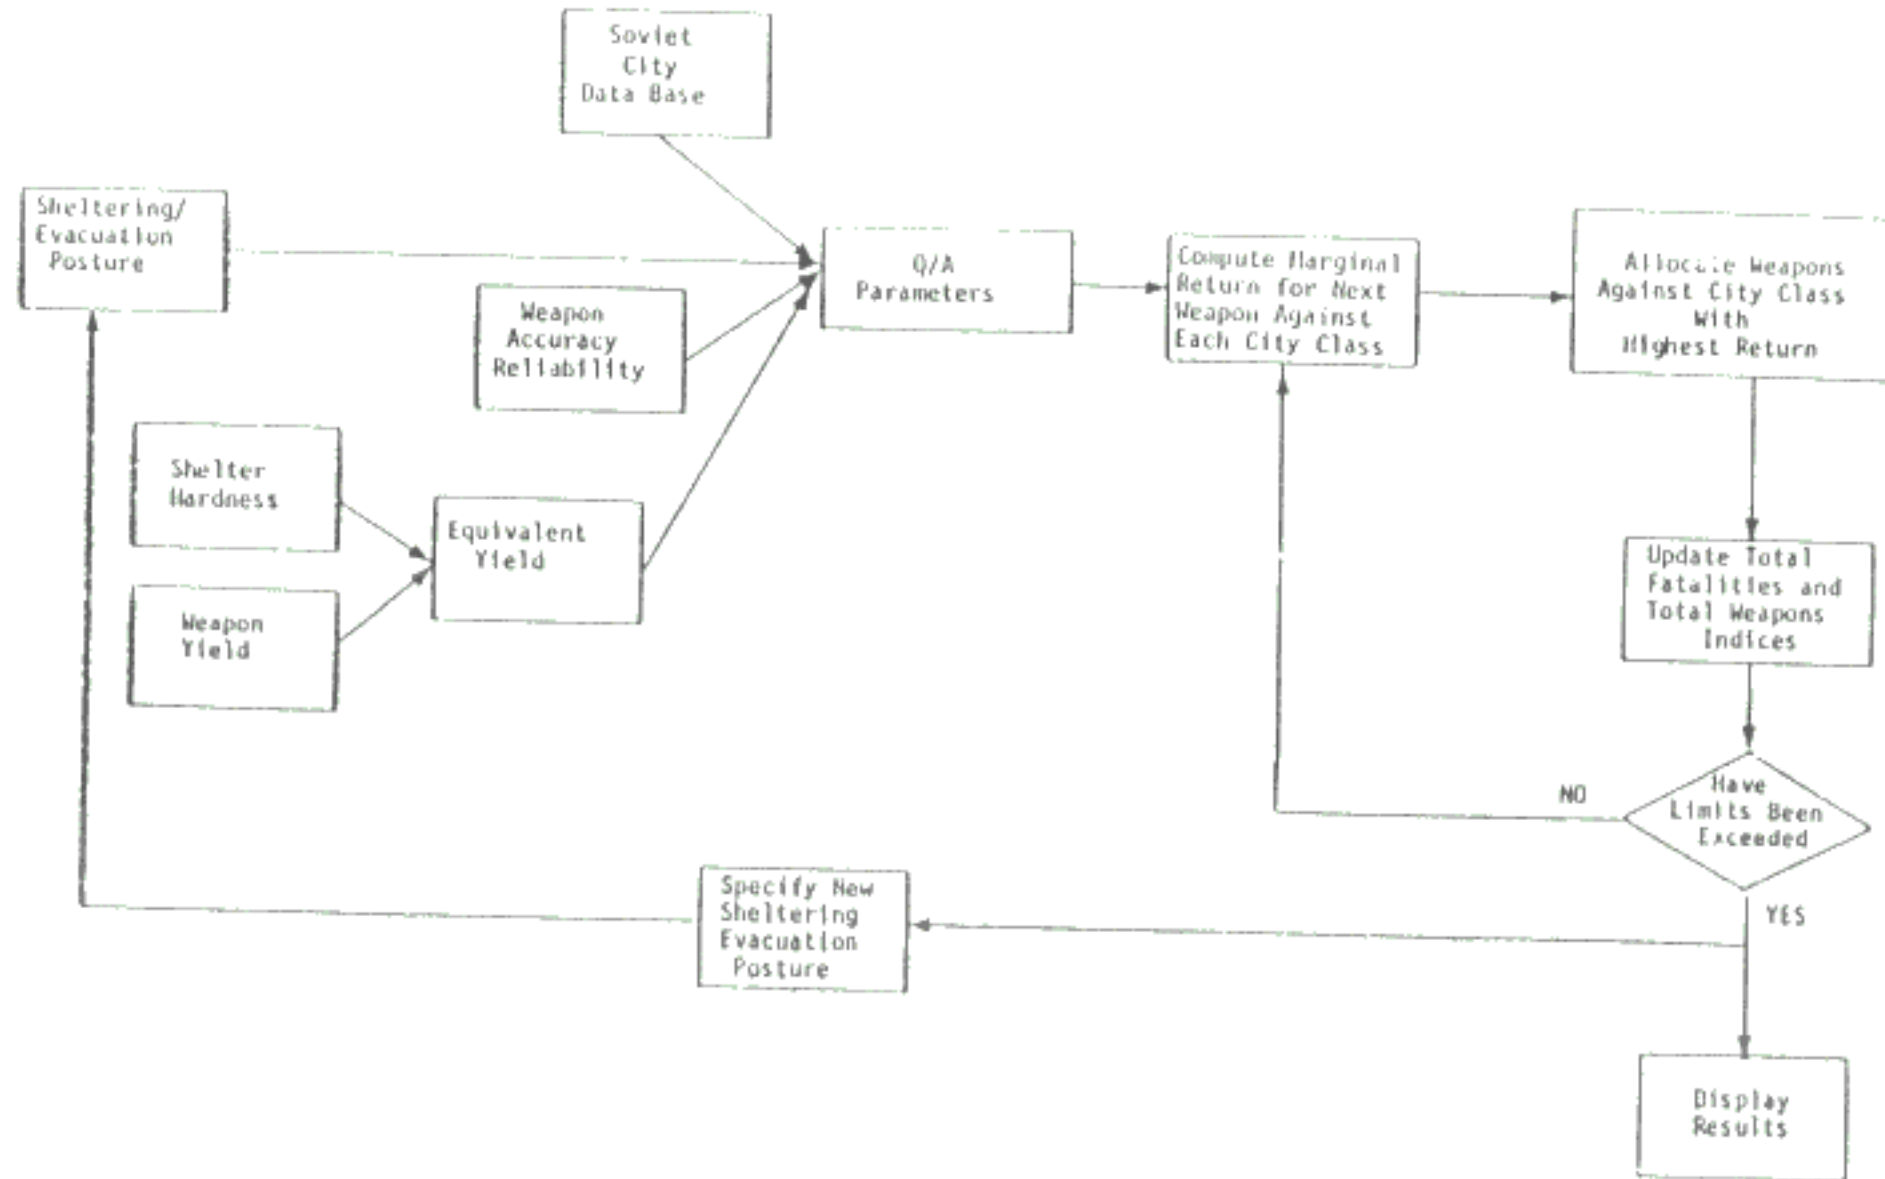 Soviet
City
Data Base
Sheltering/
Evacuation
Posture
Weapon
Accuracy
Reliability
Q/A
Parameters
Compute Marginal
Return for Next
Weapon Against
Each City Class
Allocate Weapons
Against City Class
With
Highest Return
Shelter
Hardness
Equivalent
Yield
Weapon
Yield
Update Total
Fatalities and
Total Weapons
Indices
Have
Limits Been
Exceeded
NO
YES
Specify New
Sheltering
Evacuation
Posture
Display
Results